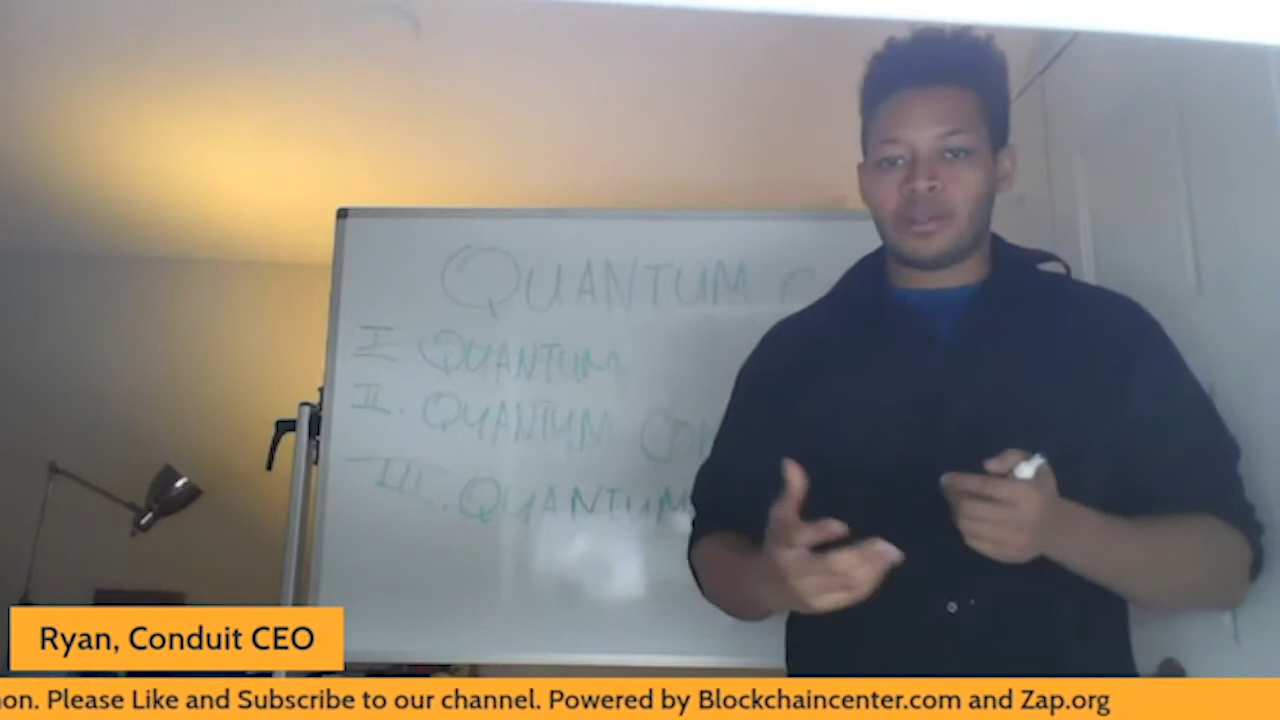 QUANTUM
I QUANTUM
II. QUANTUM
III. QUANTUM
Ryan, Conduit CEO
Please Like and Subscribe to our channel. Powered by Blockchaincenter.com and Zap.org